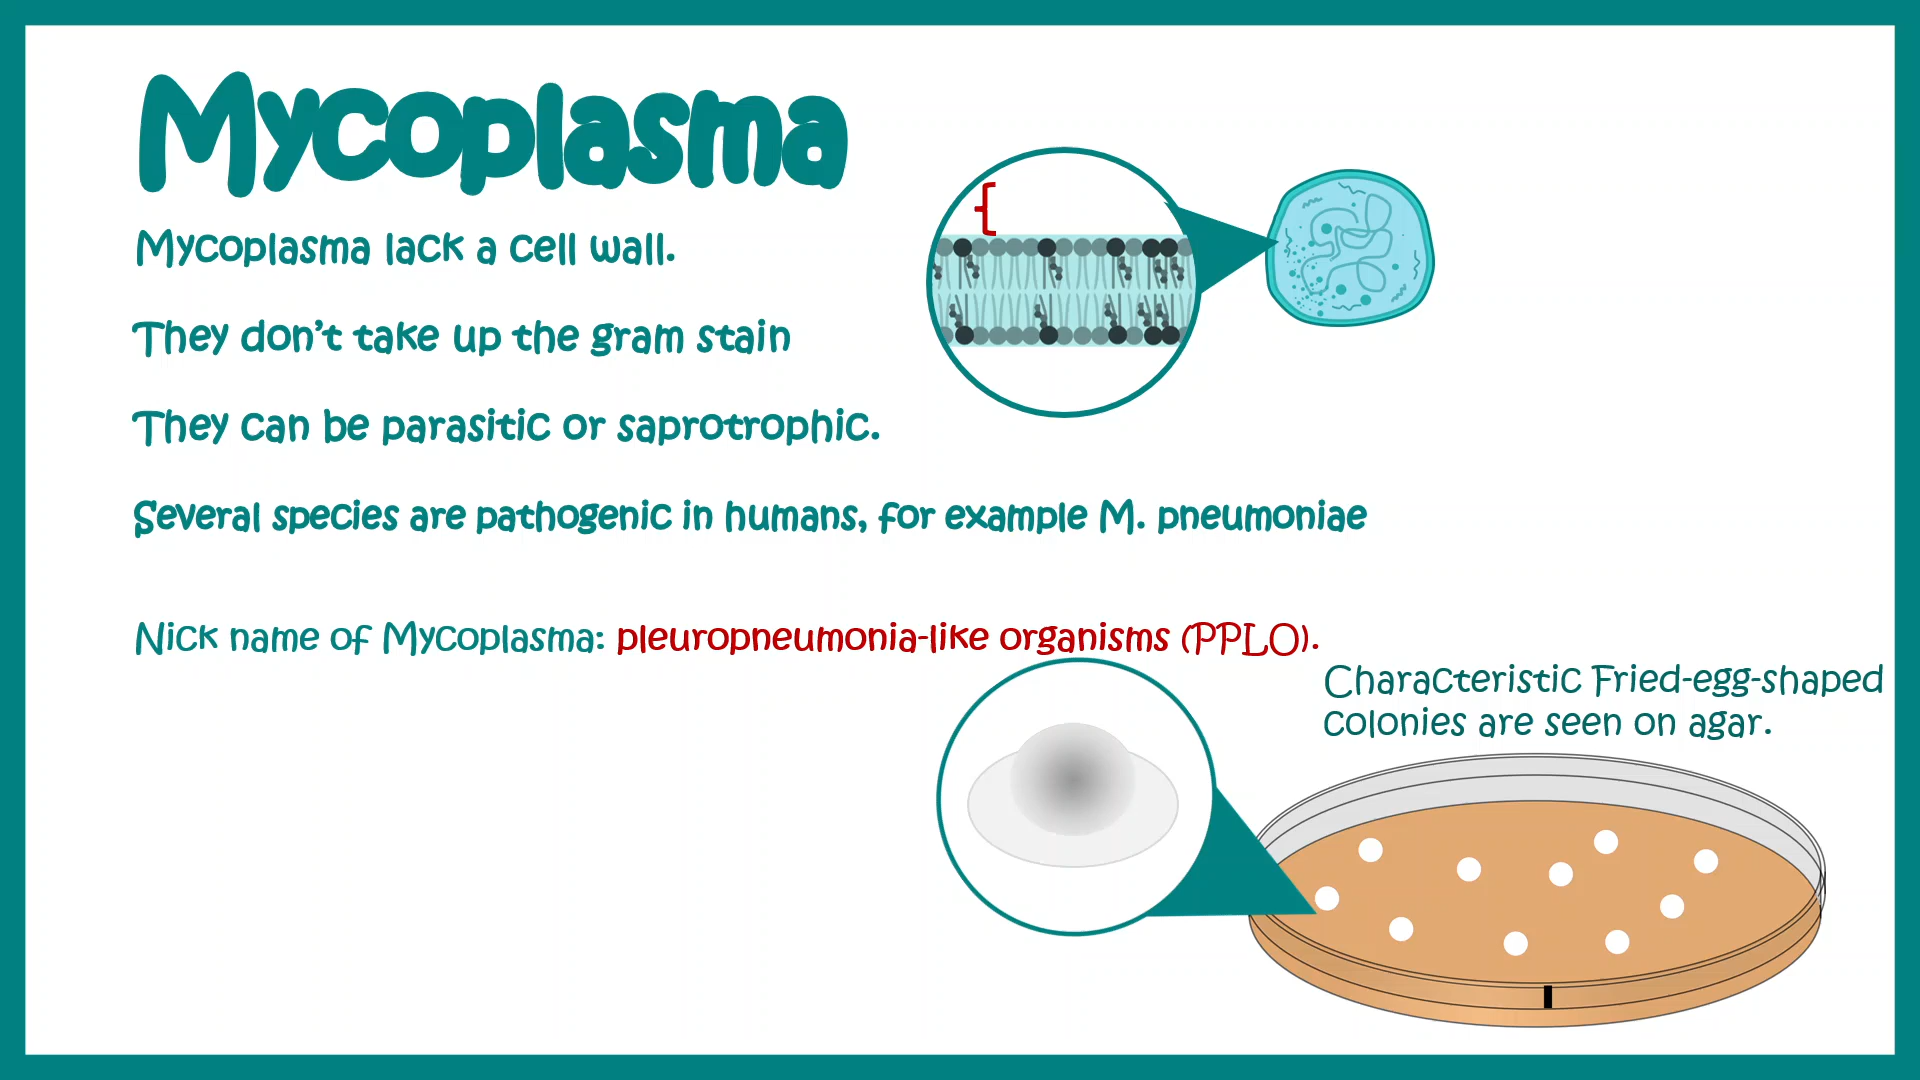 Mycoplasma
Mycoplasma lack a cell wall.
They don’t take up the gram stain
They can be parasitic or saprotrophic.
Several species are pathogenic in humans, for example M. pneumoniae
Nick name of Mycoplasma: pleuropneumonia-like organisms (PPLO).
Characteristic Fried-egg-shaped
colonies are seen on agar.
{